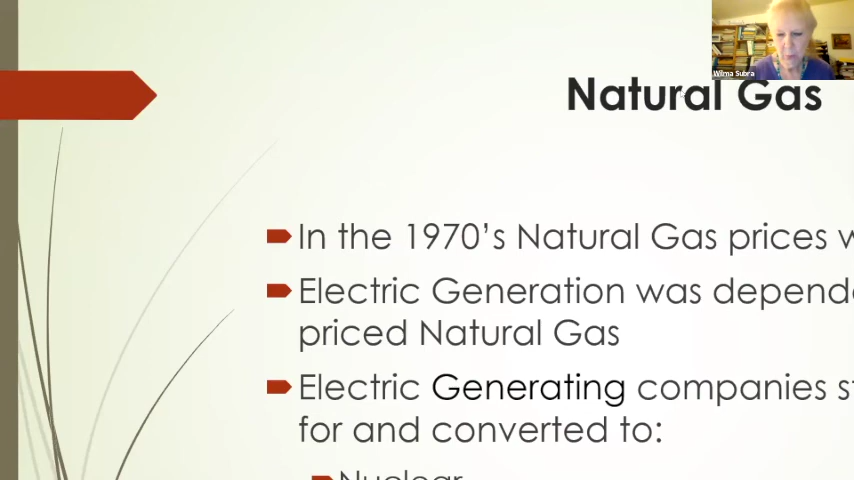 Wilma Subra
Natural Gas
In the 1970's Natural Gas prices
Electric Generation was
priced Natural Gas
Electric Generating companies
for and converted to:
Nuclear